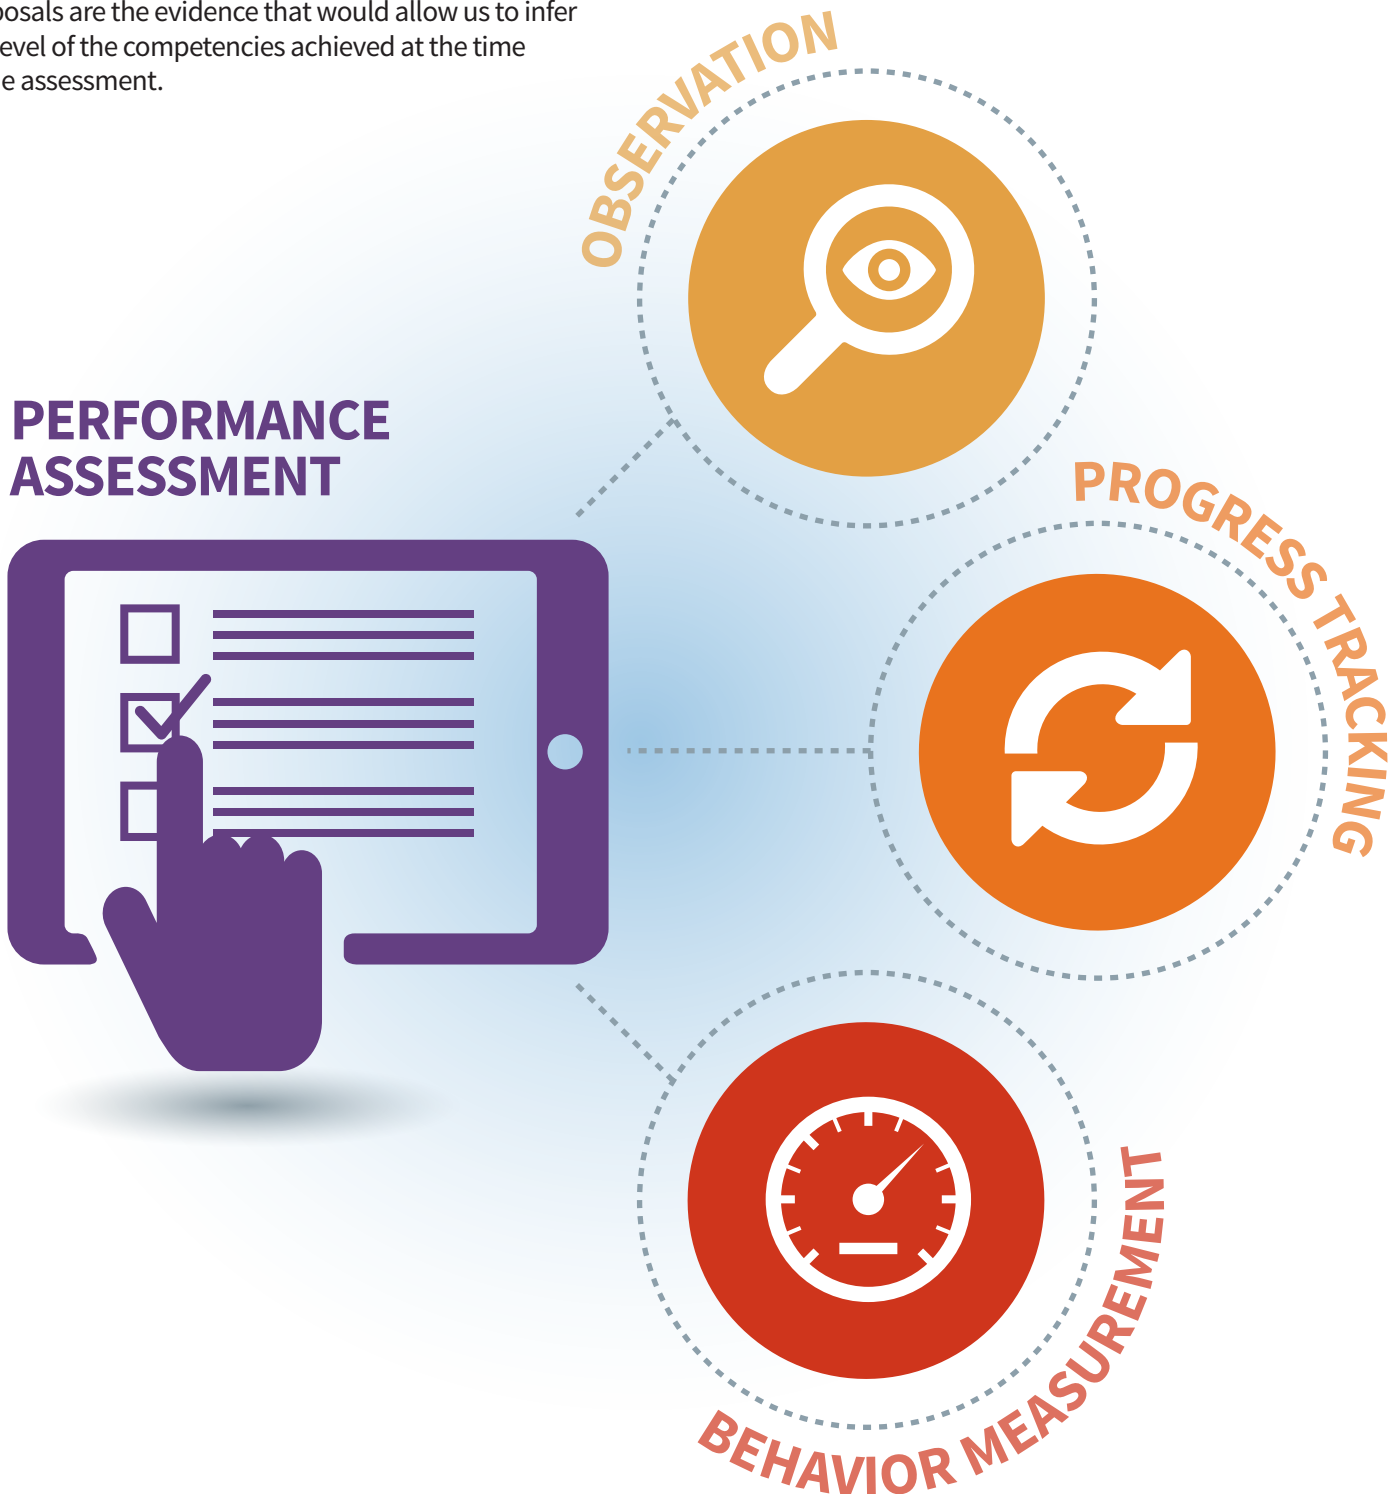 posals are the evidence that would allow us to infer
level of the competencies achieved at the time
e assessment.
OBSERVATION
PERFORMANCE
ASSESSMENT
PROGRESS TRACKING
BEHAVIOR MEASUREMENT